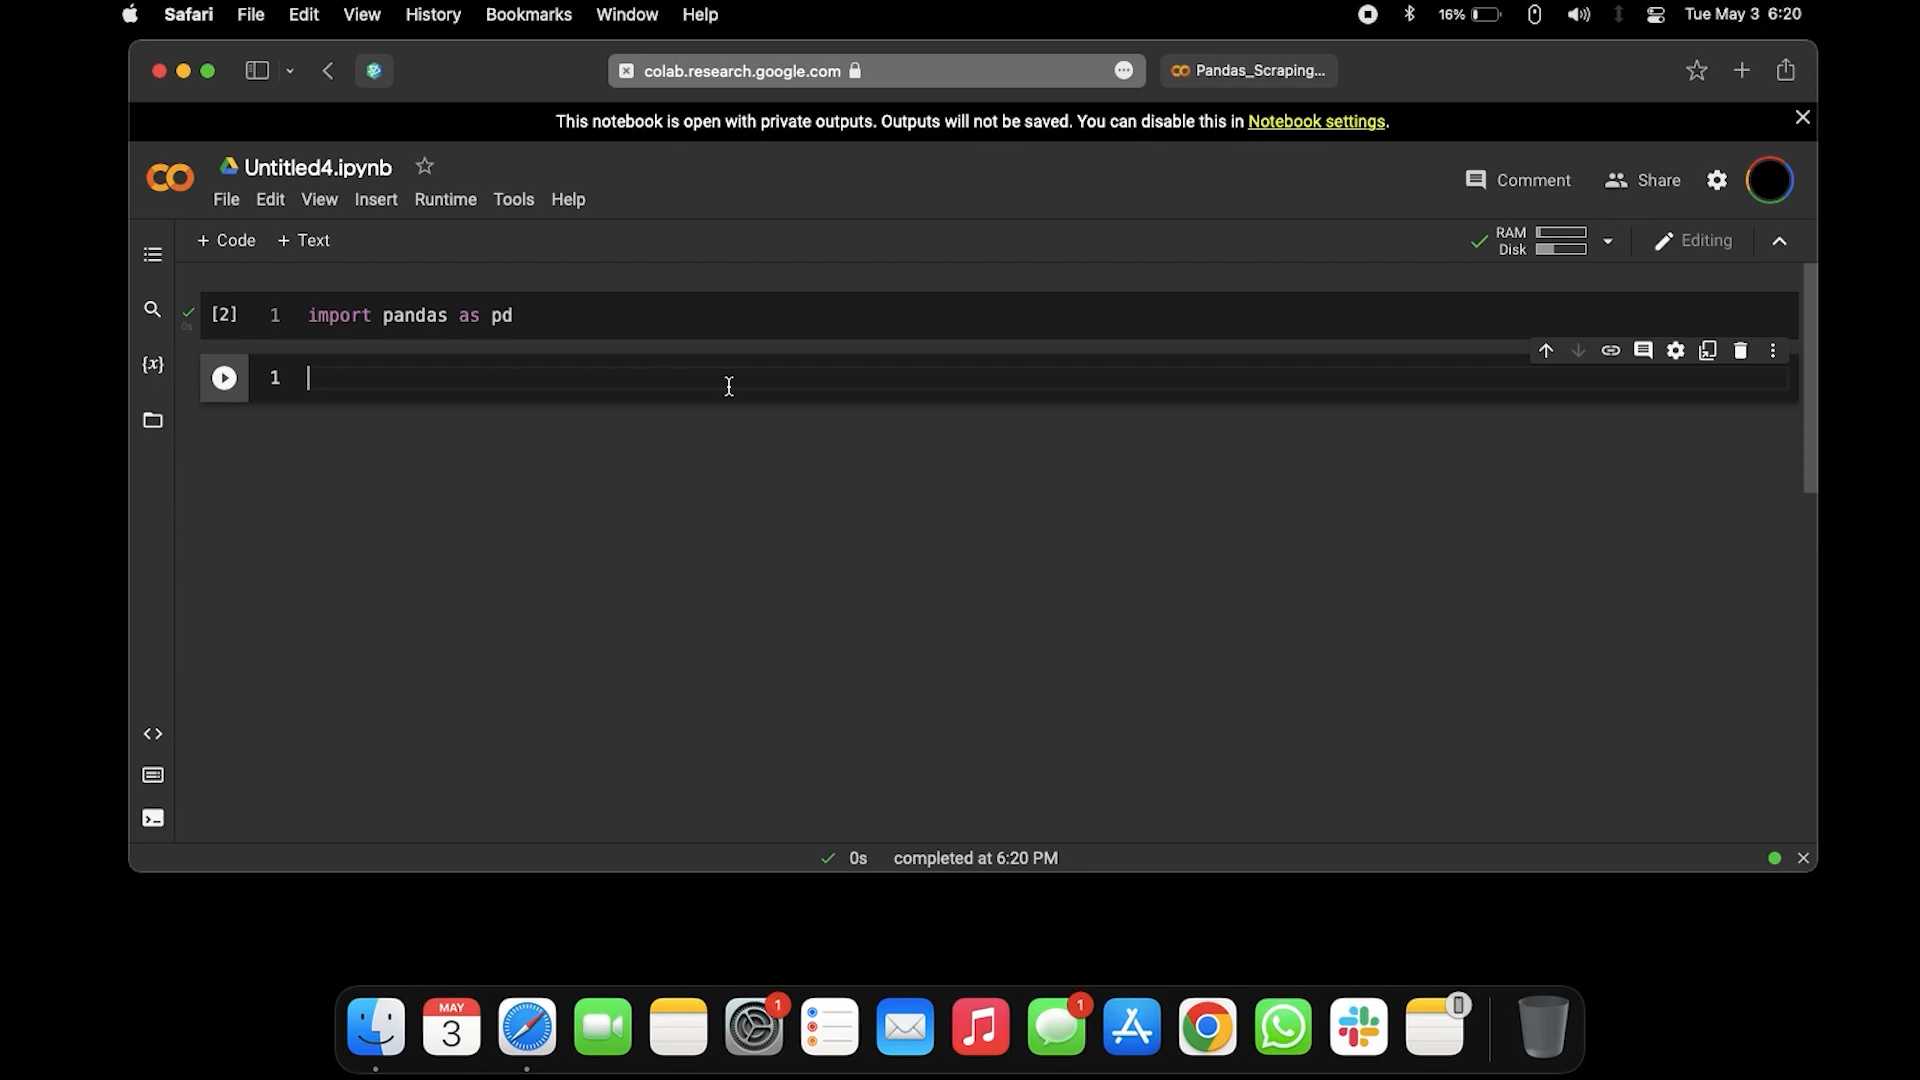 Safari File Edit View History Bookmarks Window Help 16% Tue May 3 6:20
colab.research.google.com Pandas_Scraping...
This notebook is open with private outputs. Outputs will not be saved. You can disable this in Notebook settings.
Untitled4.ipynb
File Edit View Insert Runtime Tools Help
Comment Share
+ Code + Text
RAM
Disk
Editing
[2] 1 import pandas as pd
0s
{x}
1
0s completed at 6:20 PM
MAY
3
1
1